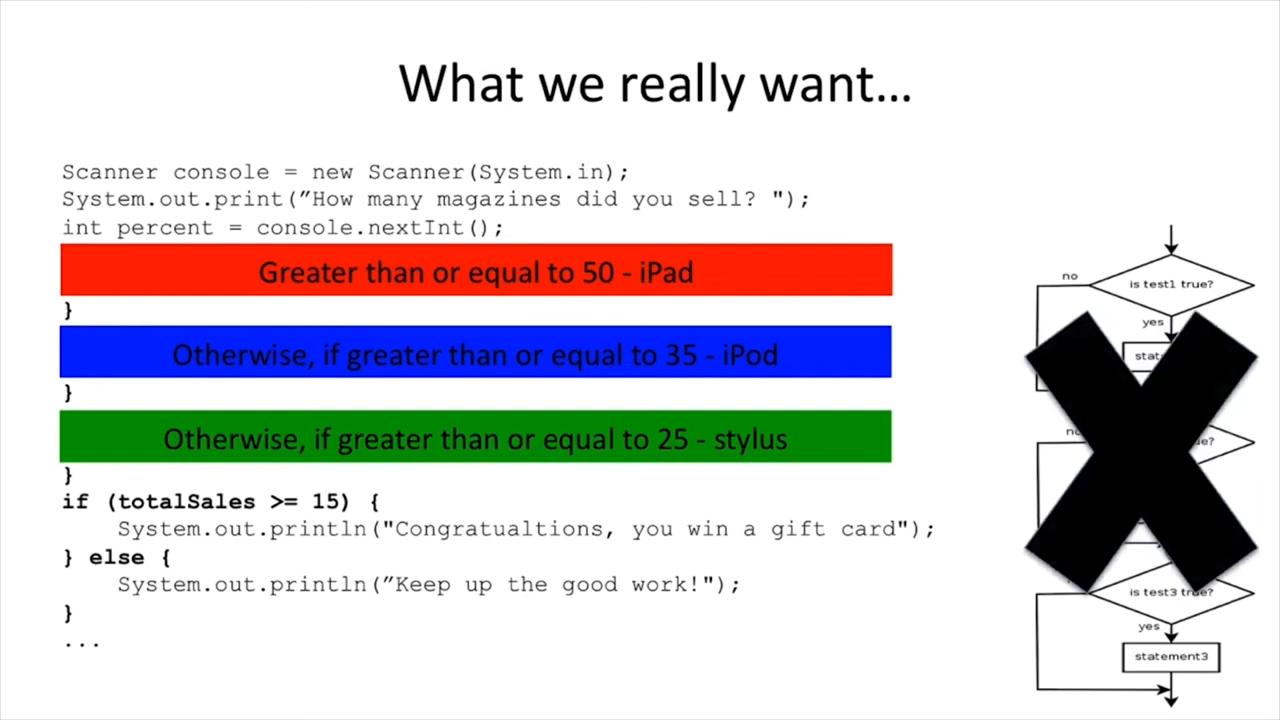 What we really want…
Scanner console = new Scanner(System.in);
System.out.print(”How many magazines did you sell? ");
int percent = console.nextInt();
Greater than or equal to 50 - iPad
}
Otherwise, if greater than or equal to 35 - iPod
}
Otherwise, if greater than or equal to 25 - stylus
}
if (totalSales >= 15) {
System.out.println("Congratualtions, you win a gift card");
} else {
System.out.println(”Keep up the good work!");
}
...
no
is test1 true?
yes
is test3 true?
yes
statement3